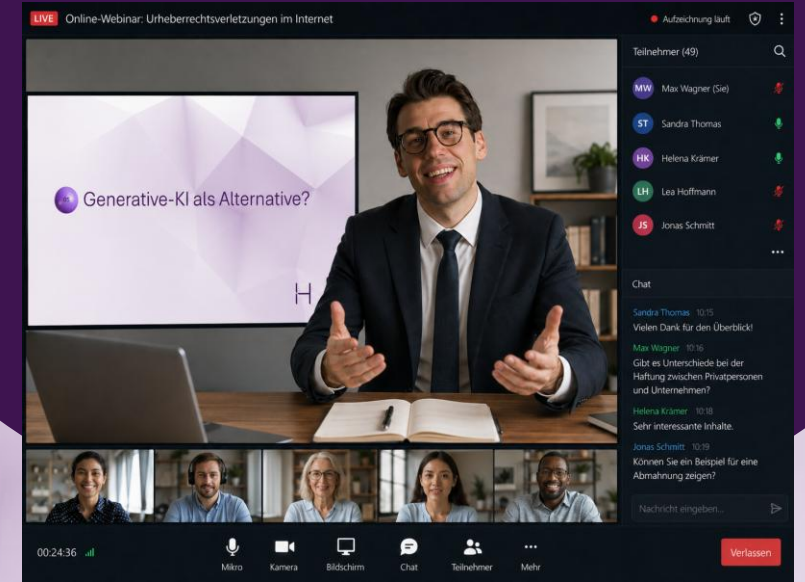 LIVE Online-Webinar: Urheberrechtsverletzungen im Internet
Aufzeichnung läuft
Generative-KI als Alternative?
H
Teilnehmer (49)
MW Max Wagner (Sie)
ST Sandra Thomas
HK Helena Krämer
LH Lea Hoffmann
JS Jonas Schmitt
Chat
Sandra Thomas 10:15
Vielen Dank für den Überblick!
Max Wagner 10:16
Gibt es Unterschiede bei der
Haftung zwischen Privatpersonen
und Unternehmen?
Helena Krämer 10:18
Sehr interessante Inhalte.
Jonas Schmitt 10:19
Können Sie ein Beispiel für eine
Abmahnung zeigen?
Nachricht eingeben...
00:24:36
Mikro
Kamera
Bildschirm
Chat
Teilnehmer
Mehr
Verlassen